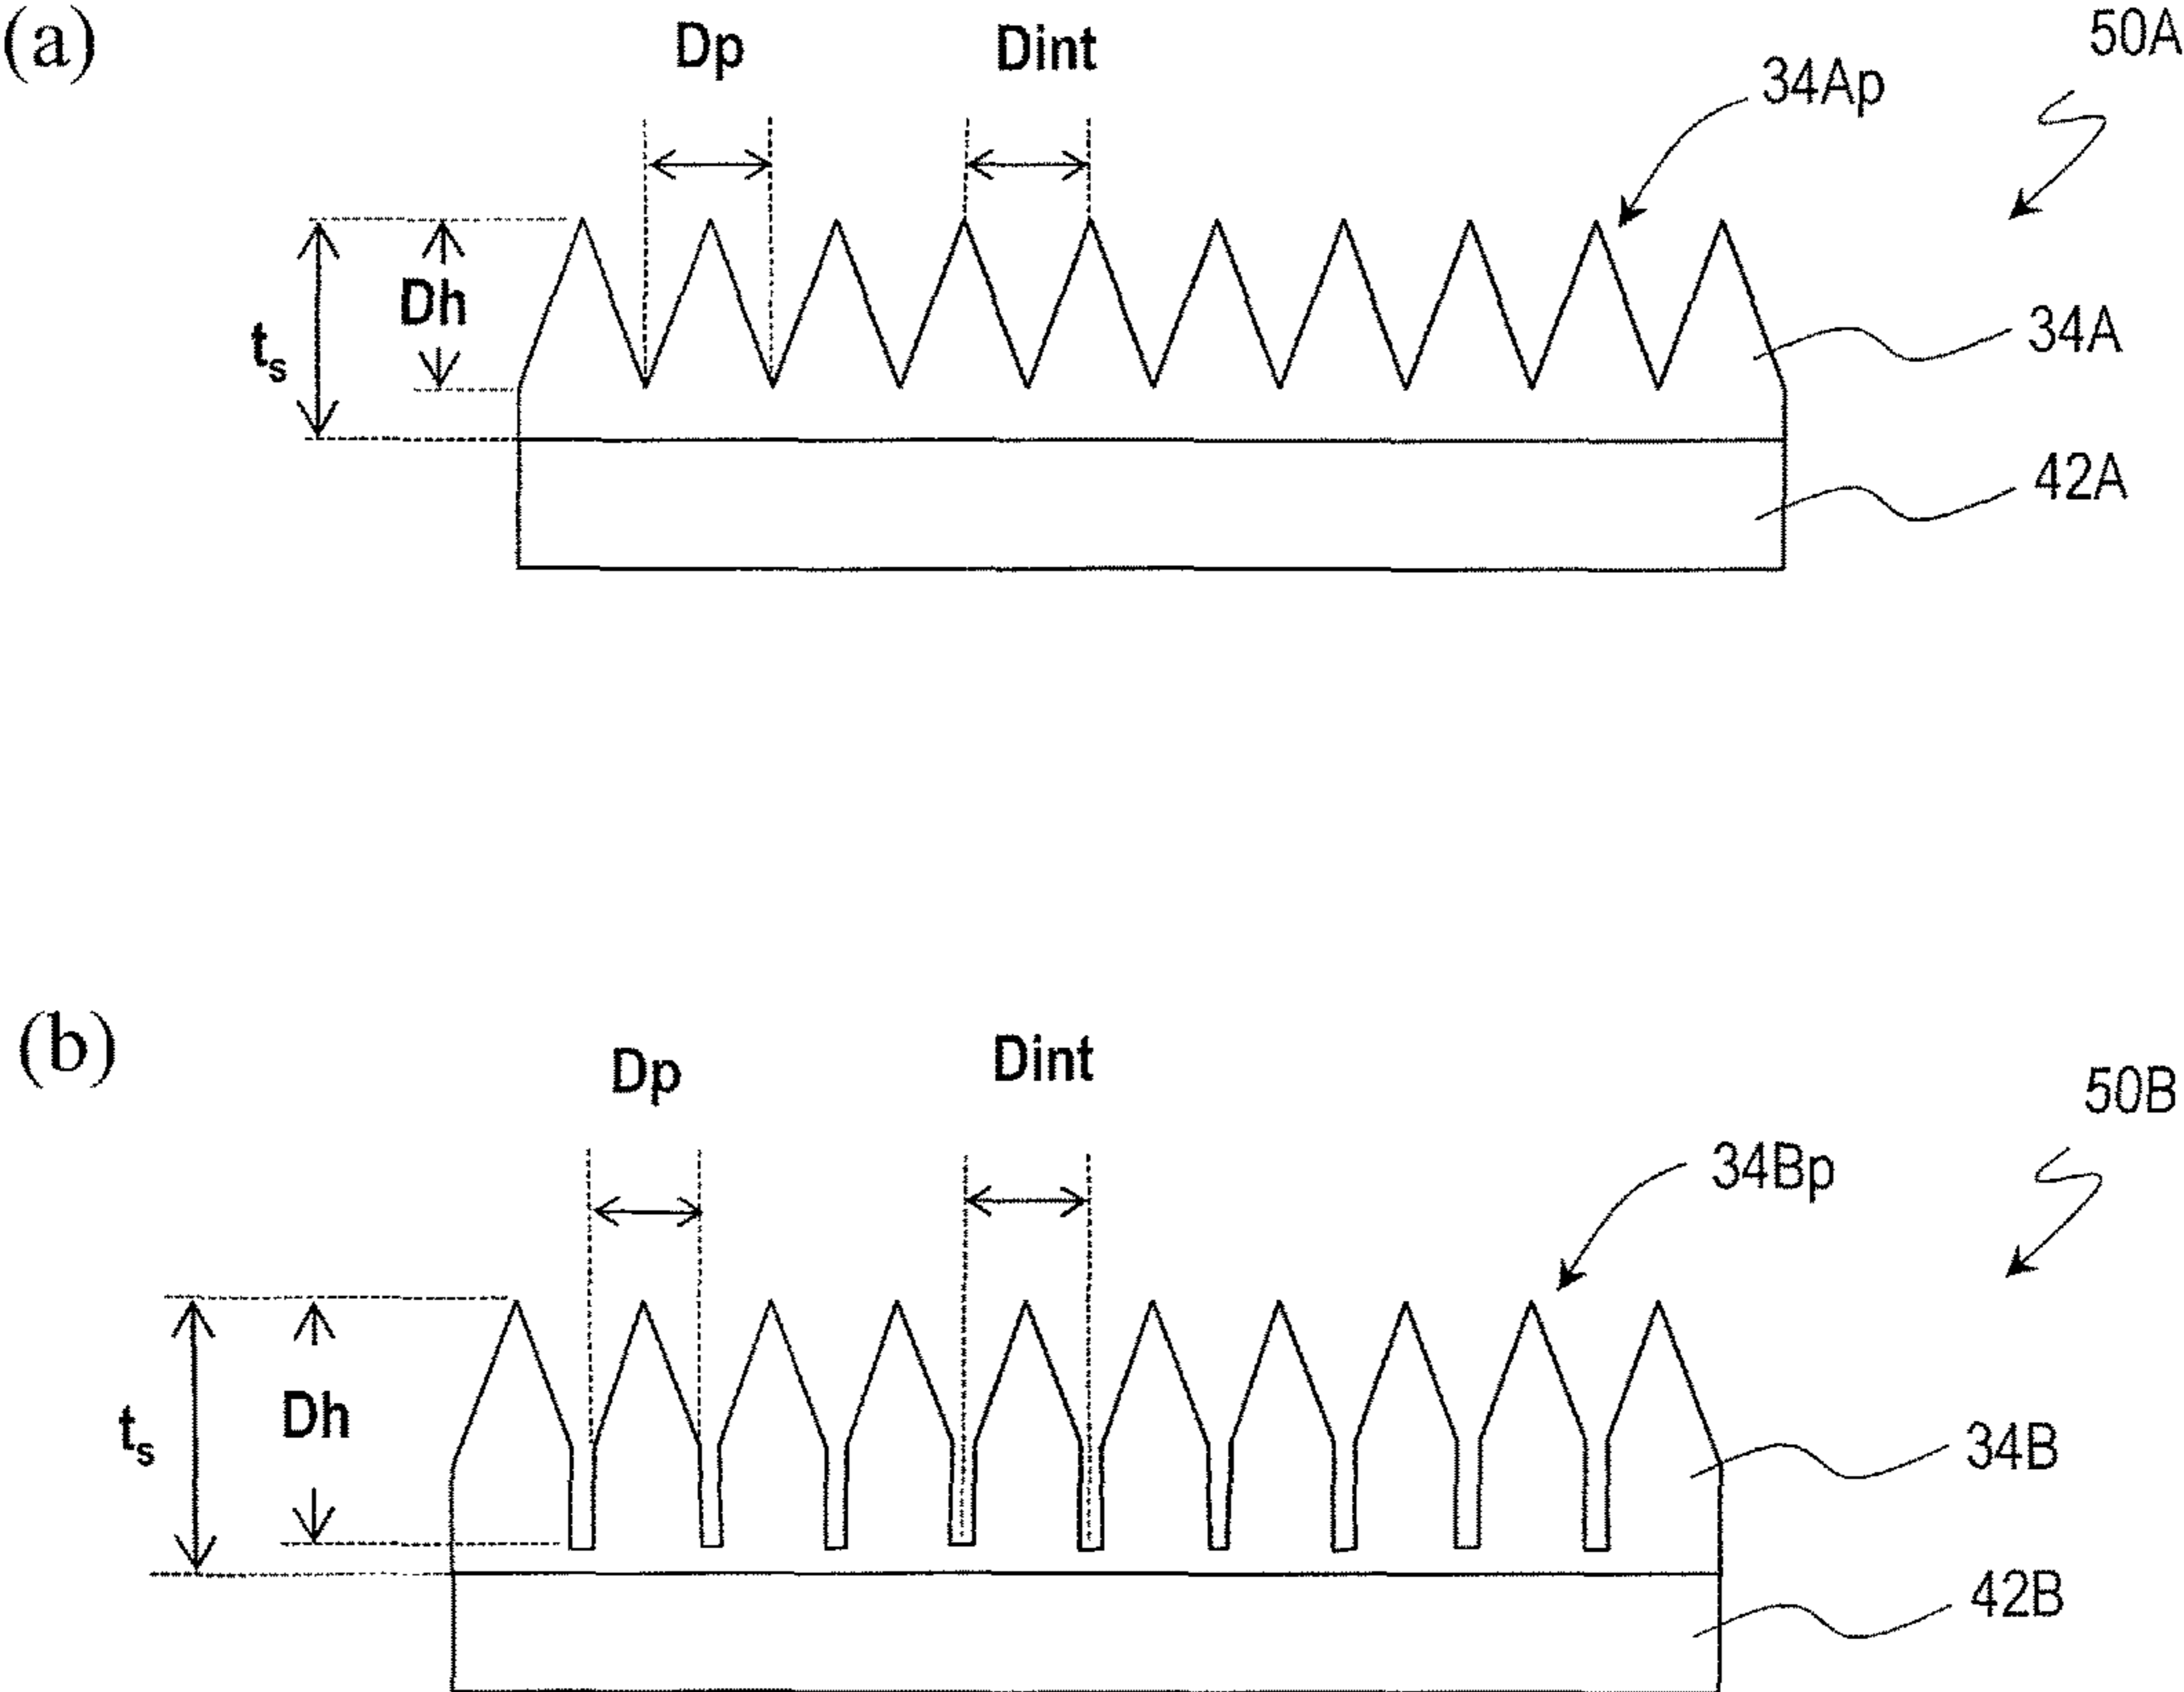 (a)
Dp
Dint
50A
34Ap
Dh
ts
34A
42A
(b)
Dp
Dint
50B
34Bp
Dh
ts
34B
42B